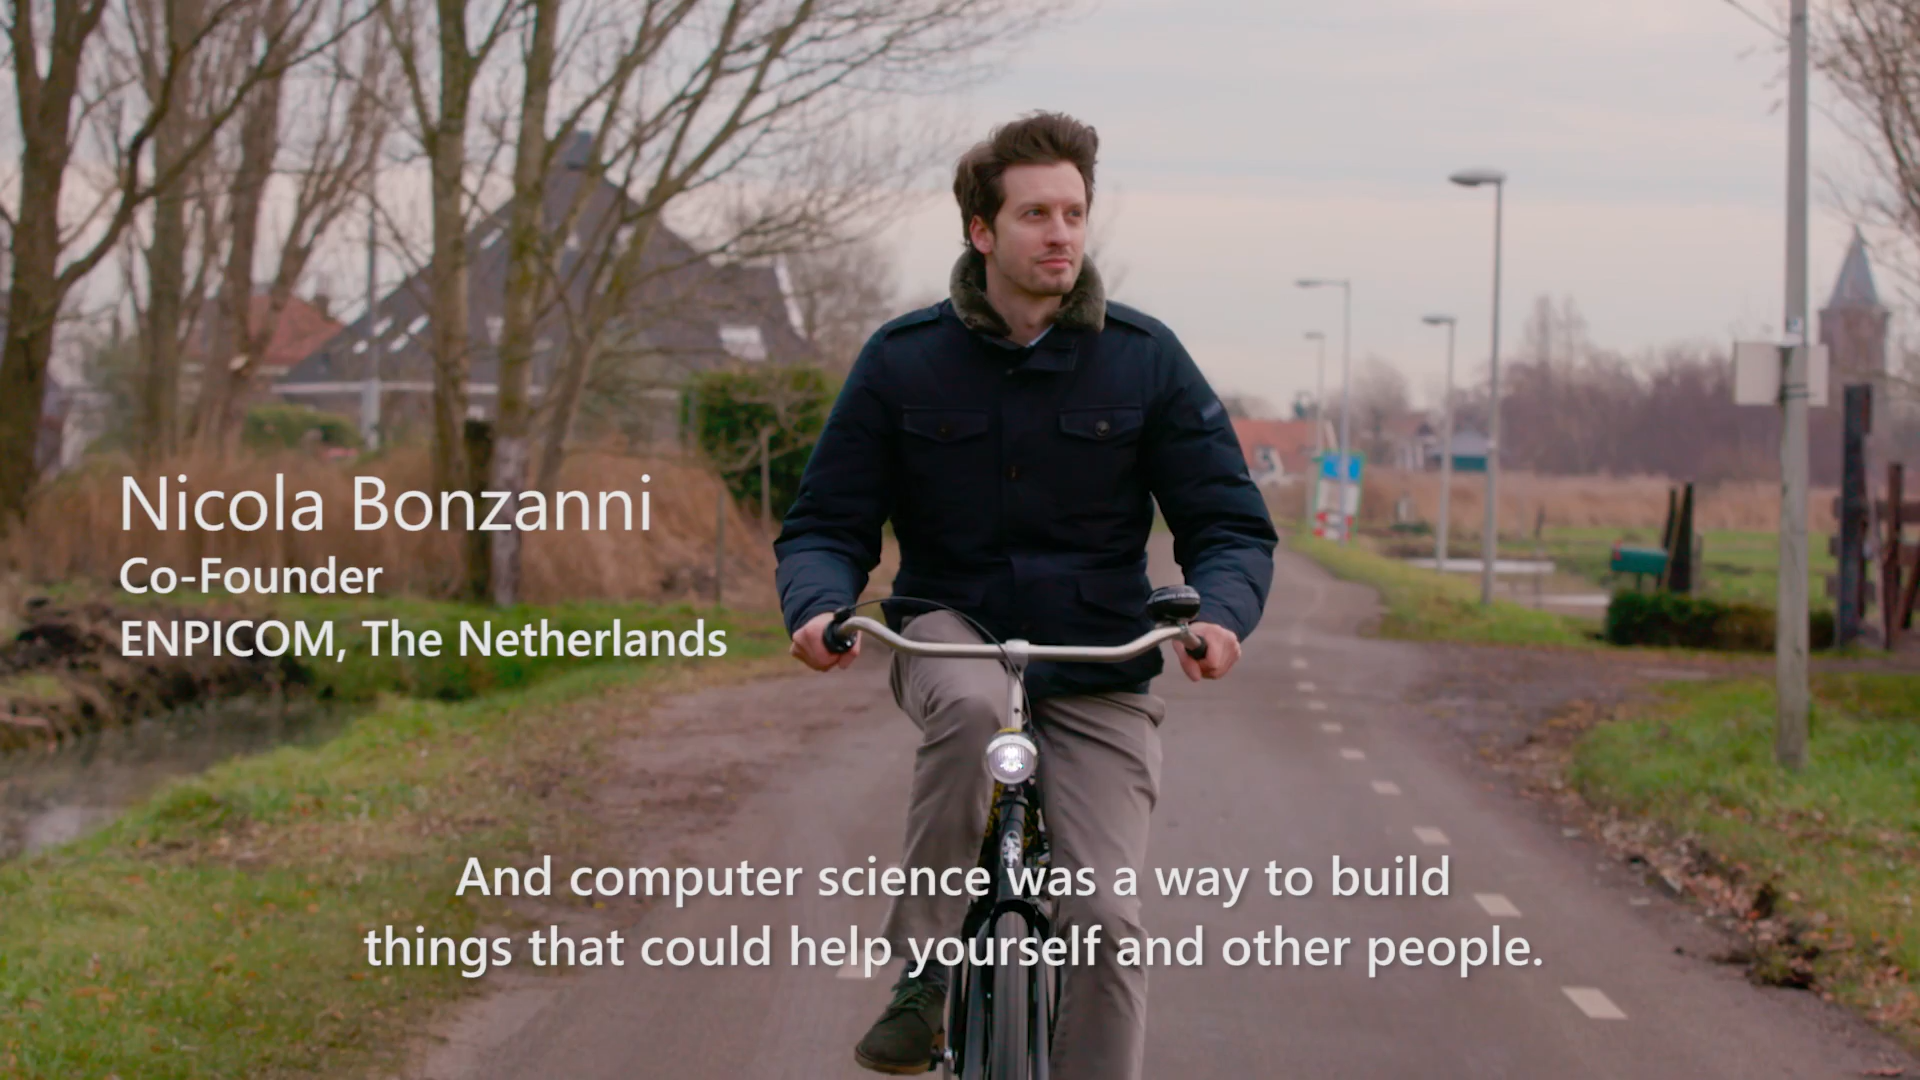 Nicola Bonzanni
Co-Founder
ENPICOM, The Netherlands
And computer science was a way to build
things that could help yourself and other people.